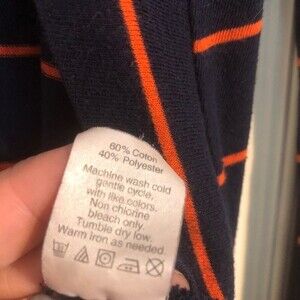 60% Coton
40% Polyester
Machine wash cold
gentle cycle,
with like colors.
Non chlorine
bleach only.
Tumble dry low.
Warm iron as needed